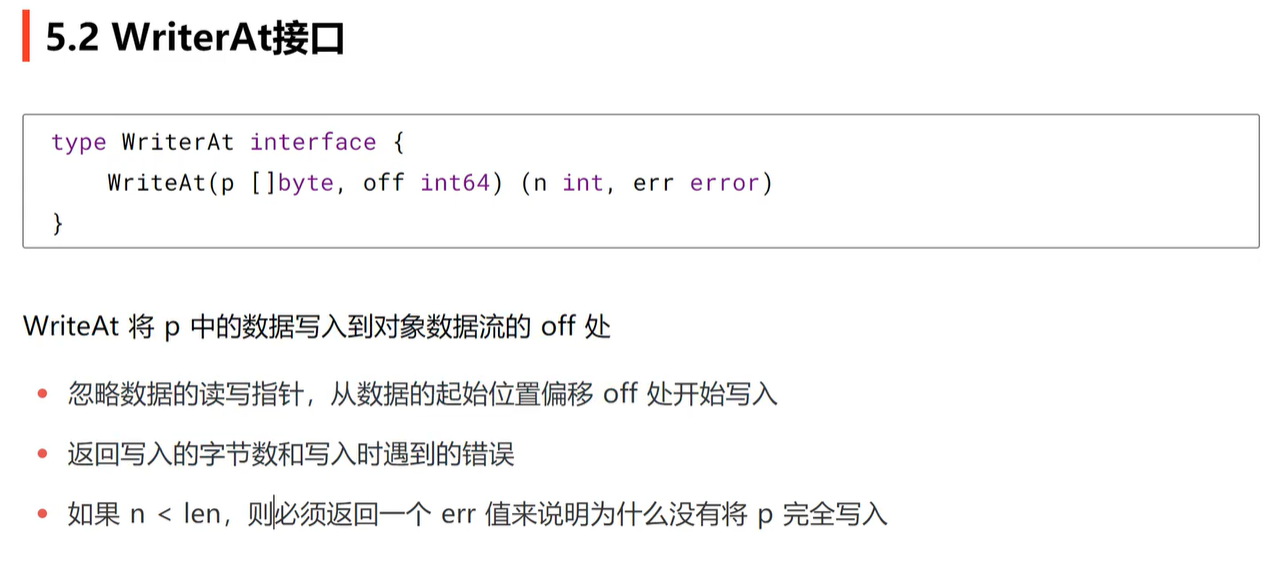 5.2 WriterAt接口
type WriterAt interface {
    WriteAt(p []byte, off int64) (n int, err error)
}
WriteAt 将 p 中的数据写入到对象数据流的 off 处
忽略数据的读写指针，从数据的起始位置偏移 off 处开始写入
返回写入的字节数和写入时遇到的错误
如果 n < len，则必须返回一个 err 值来说明为什么没有将 p 完全写入